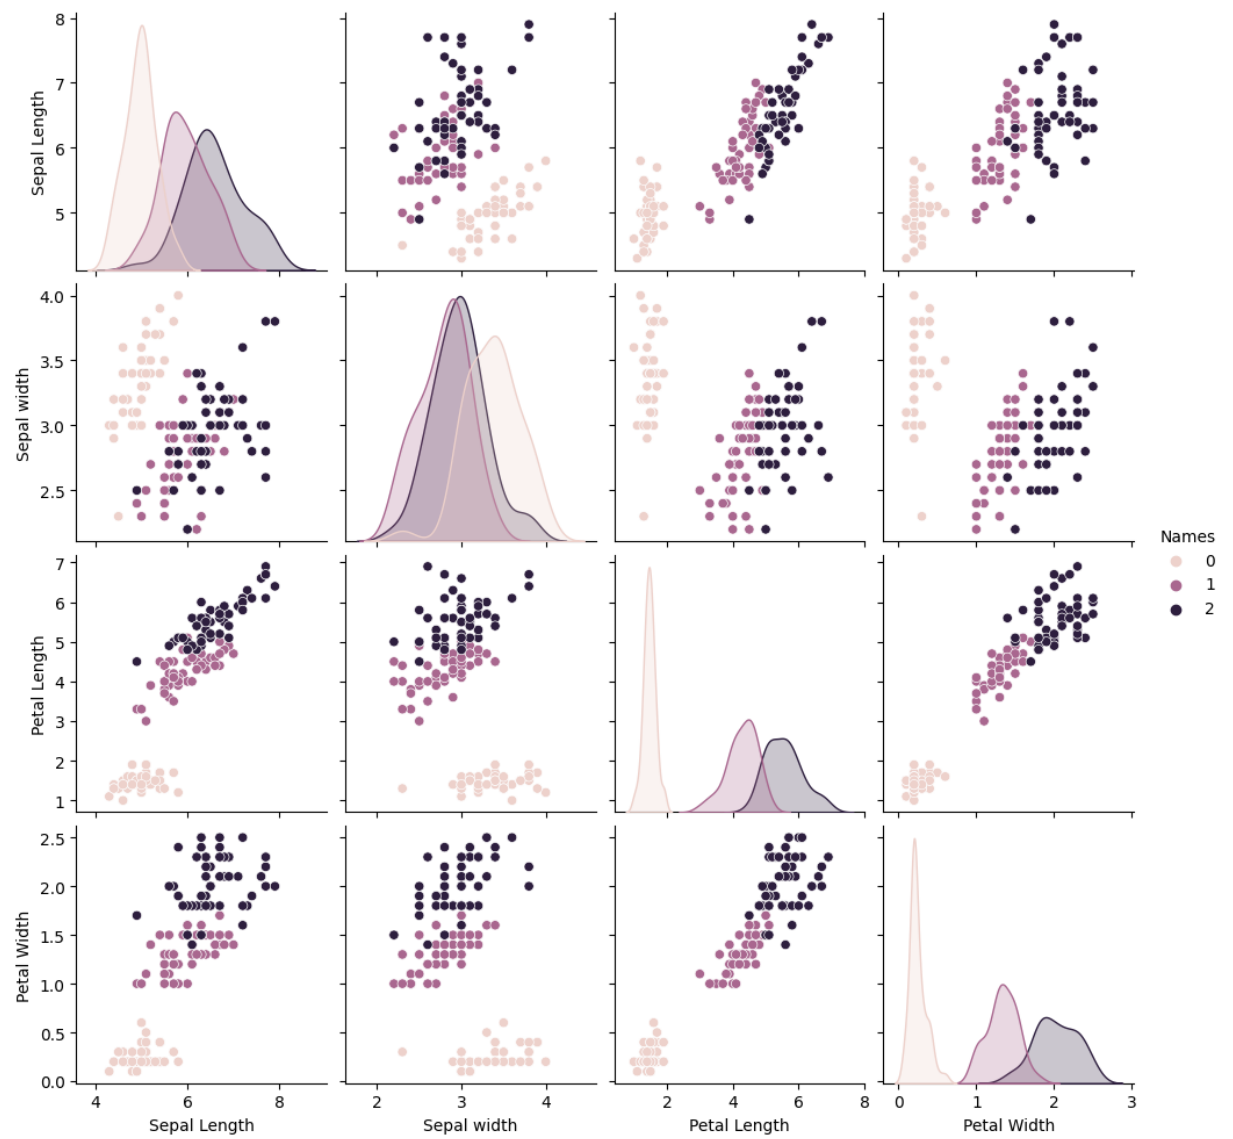 8
7
6
5
Sepal Length
4.0
3.5
3.0
2.5
Sepal width
7
6
5
4
3
2
1
Petal Length
2.5
2.0
1.5
1.0
0.5
0.0
Petal Width
4 6 8
Sepal Length
2 3 4
Sepal width
2 4 6 8
Petal Length
0 1 2 3
Petal Width
Names
0
1
2